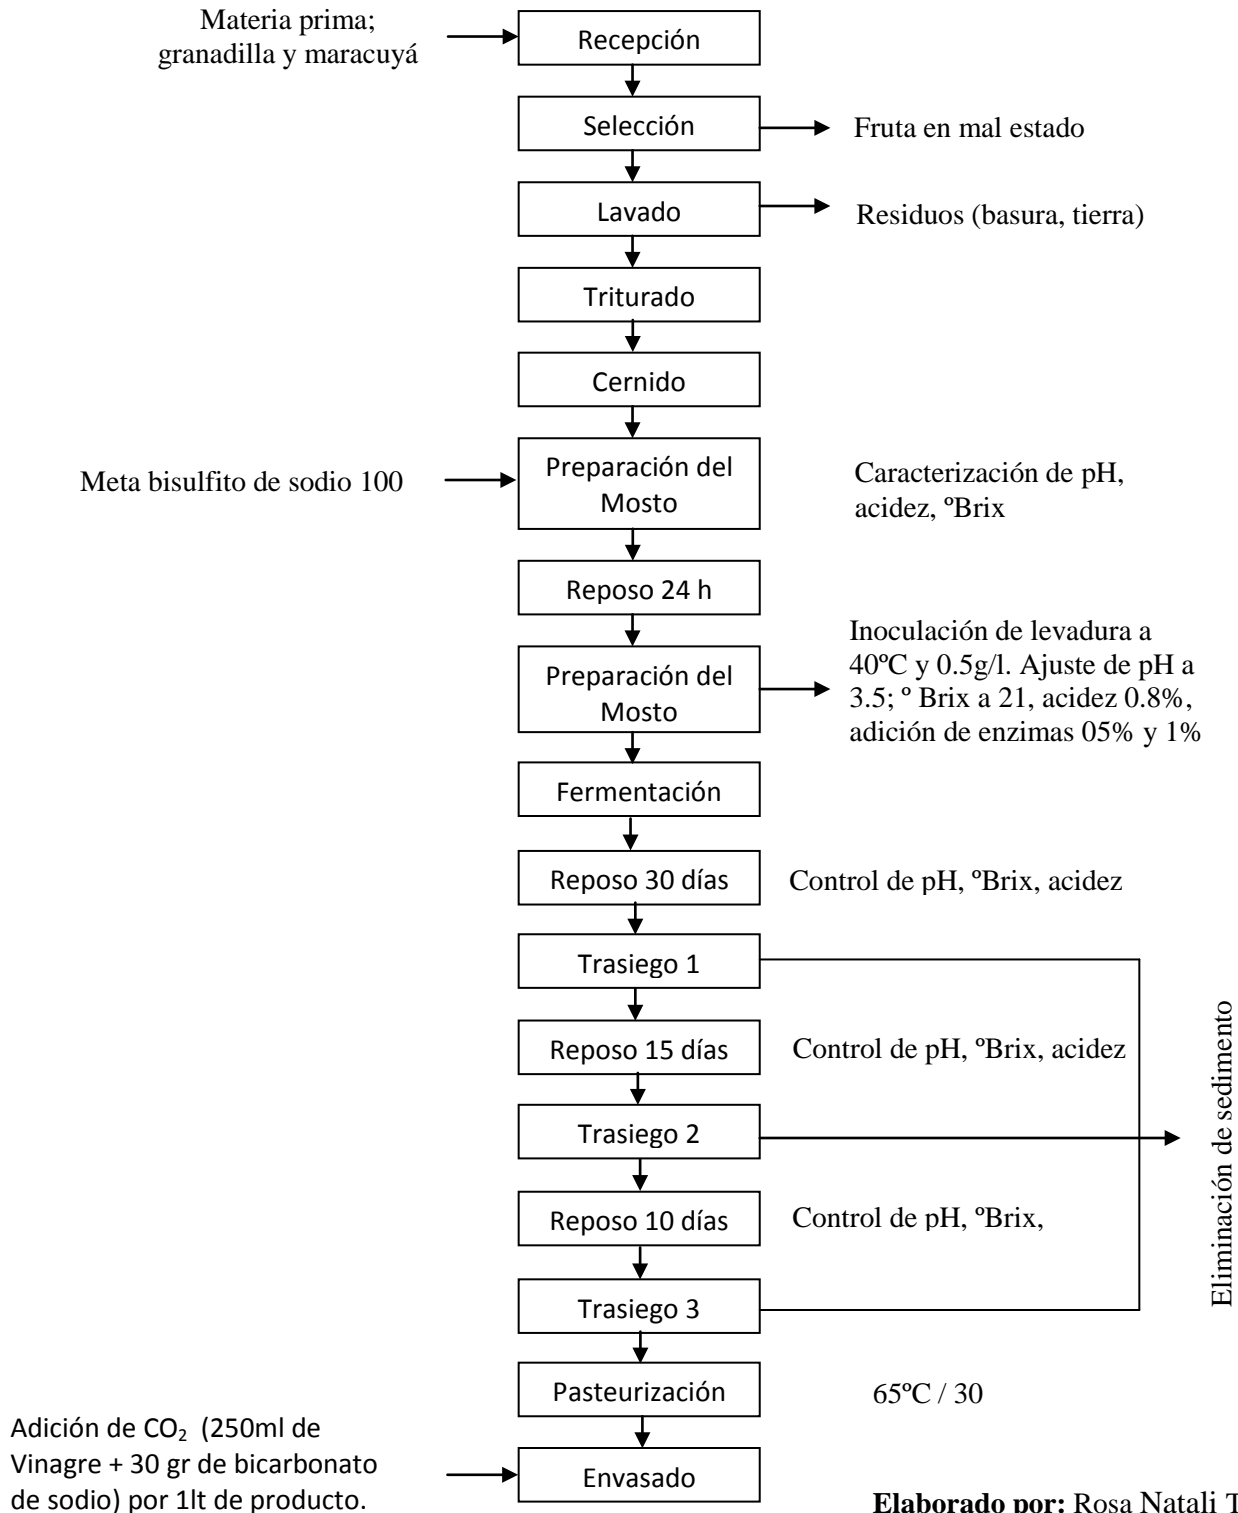 Materia prima;
granadilla y maracuyá
Recepción
Selección
Fruta en mal estado
Lavado
Residuos (basura, tierra)
Triturado
Cernido
Meta bisulfito de sodio 100
Preparación del
Mosto
Caracterización de pH,
acidez, ºBrix
Reposo 24 h
Preparación del
Mosto
Inoculación de levadura a
40ºC y 0.5g/l. Ajuste de pH a
3.5; º Brix a 21, acidez 0.8%,
adición de enzimas 05% y 1%
Fermentación
Reposo 30 días
Control de pH, ºBrix, acidez
Trasiego 1
Reposo 15 días
Control de pH, ºBrix, acidez
Trasiego 2
Reposo 10 días
Control de pH, ºBrix,
Trasiego 3
Eliminación de sedimento
Pasteurización
65ºC / 30
Adición de CO₂ (250ml de
Vinagre + 30 gr de bicarbonato
de sodio) por 1lt de producto.
Envasado
Elaborado por: Rosa Natali T